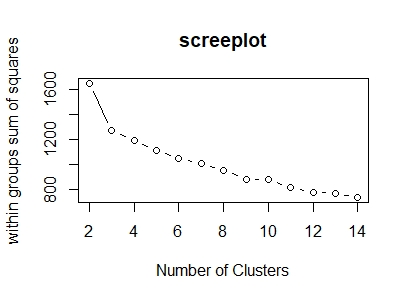 screeplot
within groups sum of squares
1600
1200
800
2 4 6 8 10 12 14
Number of Clusters